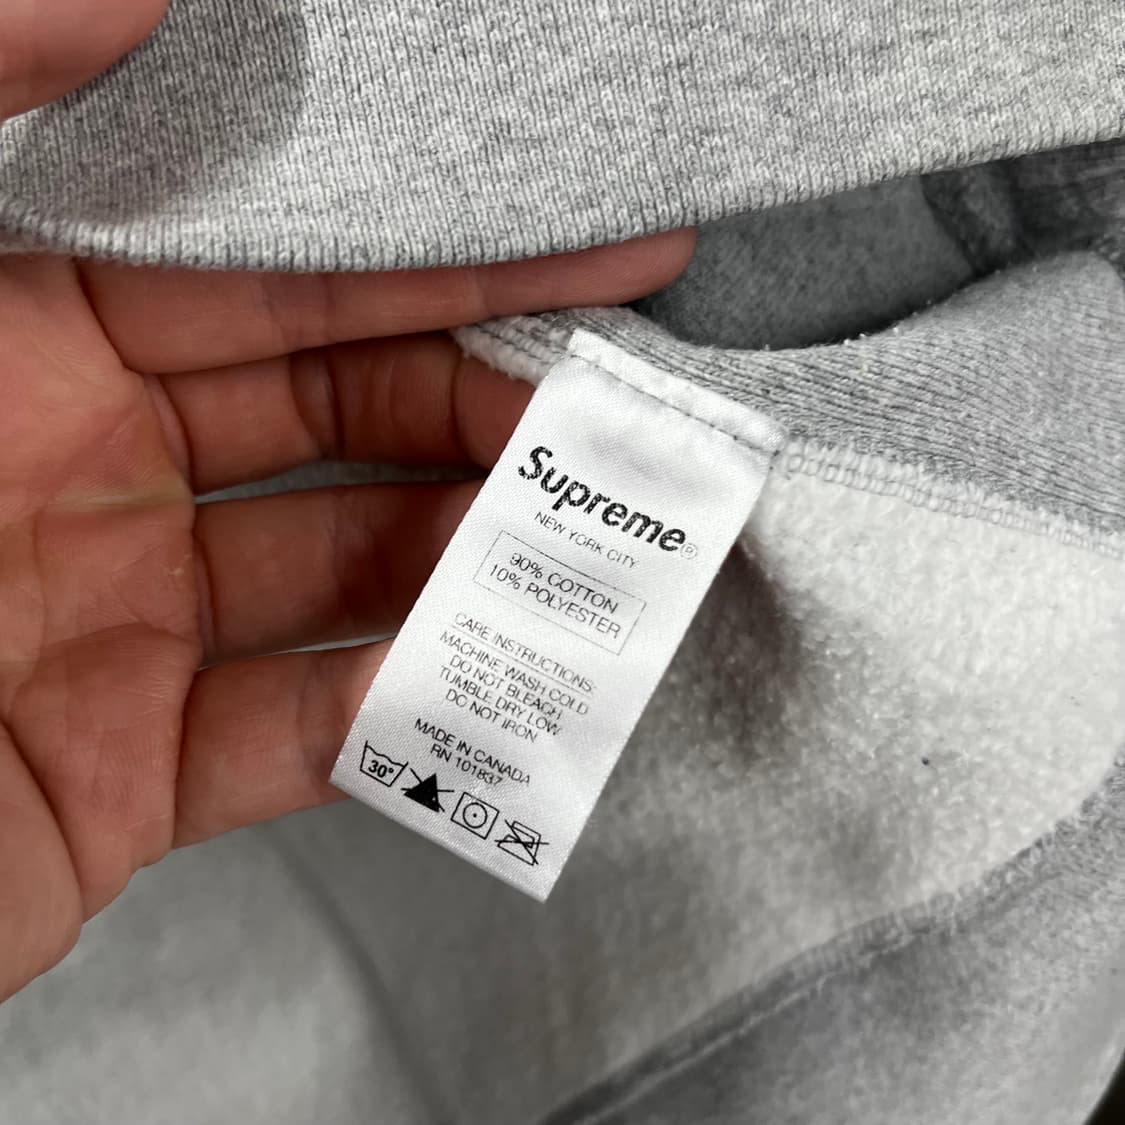 Supreme®
NEW YORK CITY
90% COTTON
10% POLYESTER
CARE INSTRUCTIONS:
MACHINE WASH COLD
DO NOT BLEACH
TUMBLE DRY LOW
DO NOT IRON
MADE IN CANADA
RN 101837
30°